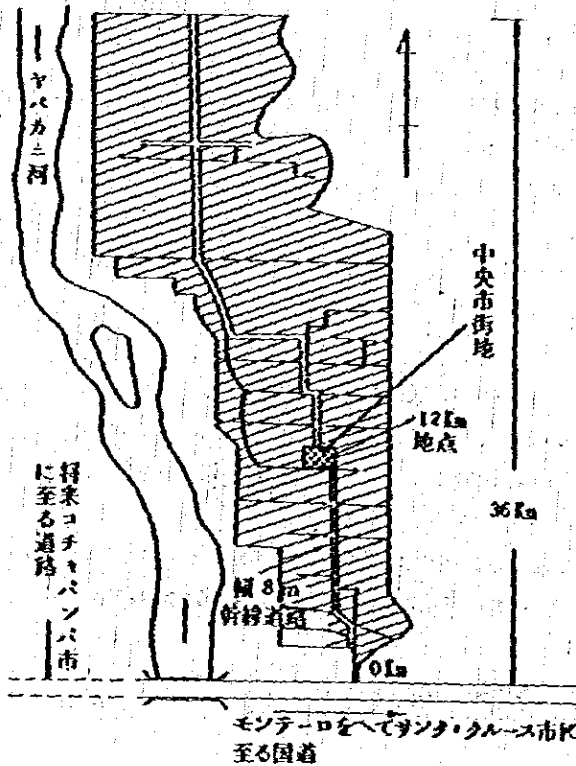 ヤパカニ河
中央市街地
12Km
地点
36Km
将来コチャバンバ市
に至る道路
幅8m
幹線道路
0Km
モンテーロをへてサンタ・クルース市に
至る国道